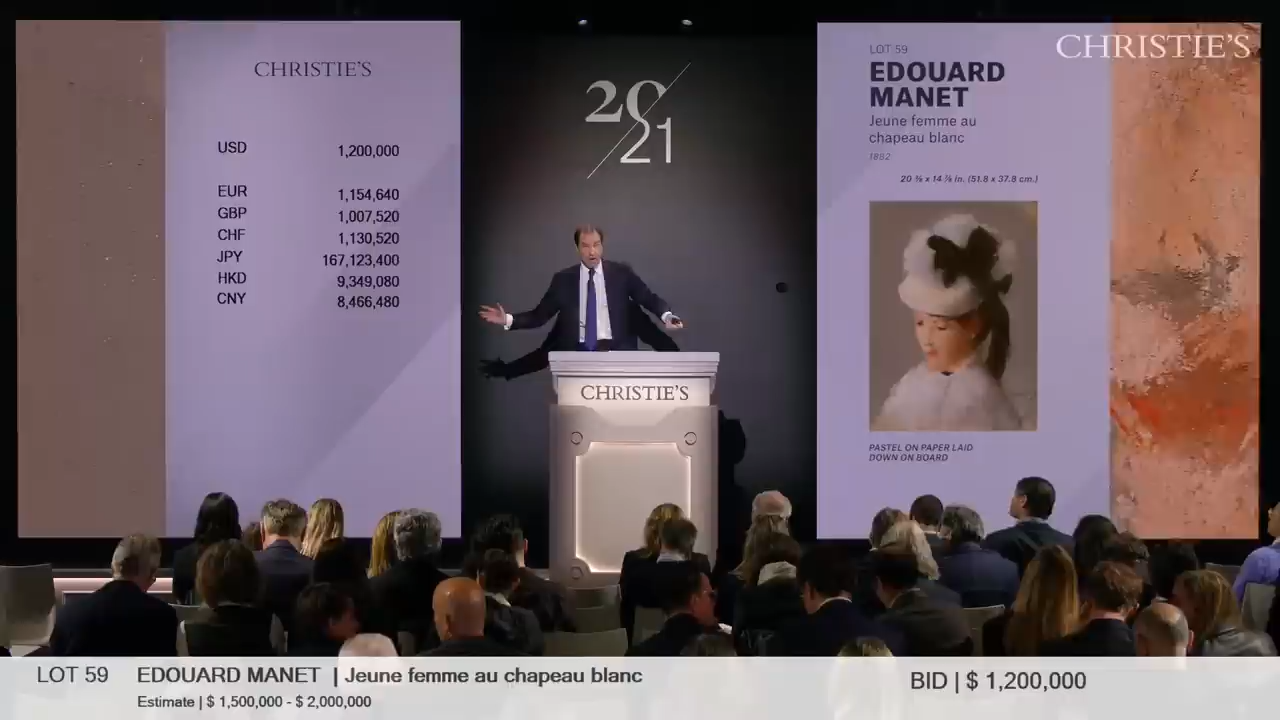 CHRISTIE'S
USD 1,200,000
EUR 1,154,640
GBP 1,007,520
CHF 1,130,520
JPY 167,123,400
HKD 9,349,080
CNY 8,466,480
20/21
CHRISTIE'S
LOT 59
CHRISTIE'S
EDOUARD
MANET
Jeune femme au
chapeau blanc
1882
20 ⅜ x 14 ⅞ in. (51.8 x 37.8 cm.)
PASTEL ON PAPER LAID
DOWN ON BOARD
LOT 59 EDOUARD MANET | Jeune femme au chapeau blanc
Estimate | $ 1,500,000 - $ 2,000,000
BID | $ 1,200,000